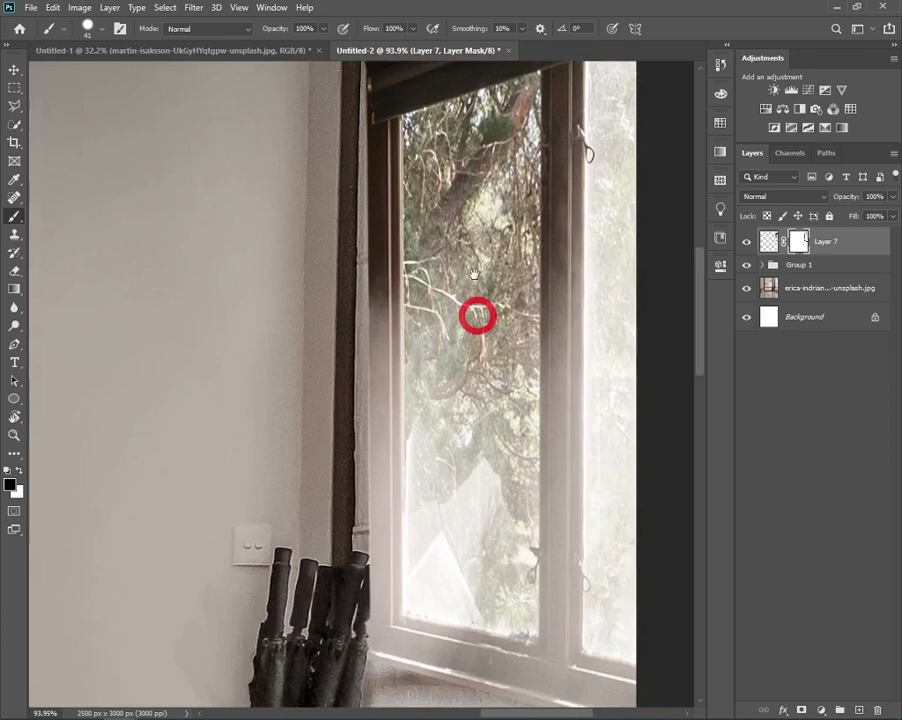 Ps File Edit Image Layer Type Select Filter 3D View Window Help
41 Mode: Normal Opacity: 100% Flow: 100% Smoothing: 10% 0°
Untitled-1 @ 32.2% (martin-isaksson-UkGyHYqtgpw-unsplash.jpg, RGB/8) * ×
Untitled-2 @ 93.9% (Layer 7, Layer Mask/8) * ×
Adjustments
Add an adjustment
Layers Channels Paths
Kind
Normal Opacity: 100%
Lock: Fill: 100%
Layer 7
Group 1
erica-indrian...-unsplash.jpg
Background
93.95% 2500 px x 3000 px (3000 ppi)